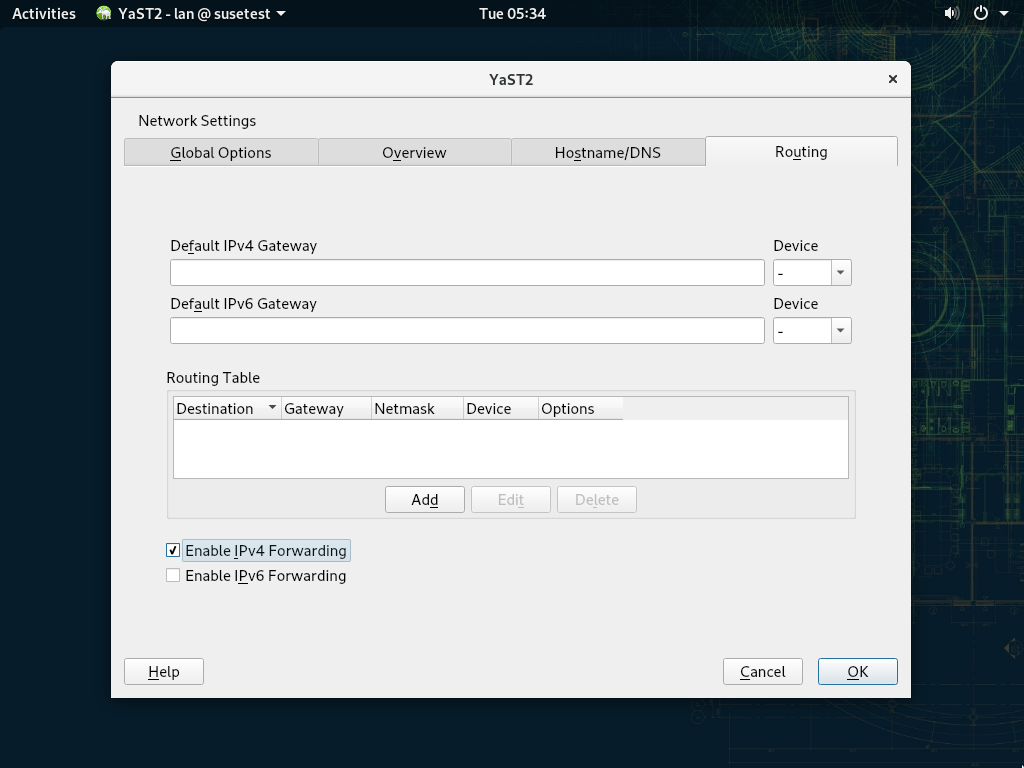 Activities YaST2 - lan @ susetest Tue 05:34
YaST2
Network Settings
Global Options Overview Hostname/DNS Routing
Default IPv4 Gateway Device
-
Default IPv6 Gateway Device
-
Routing Table
Destination Gateway Netmask Device Options
Add Edit Delete
Enable IPv4 Forwarding
Enable IPv6 Forwarding
Help Cancel OK